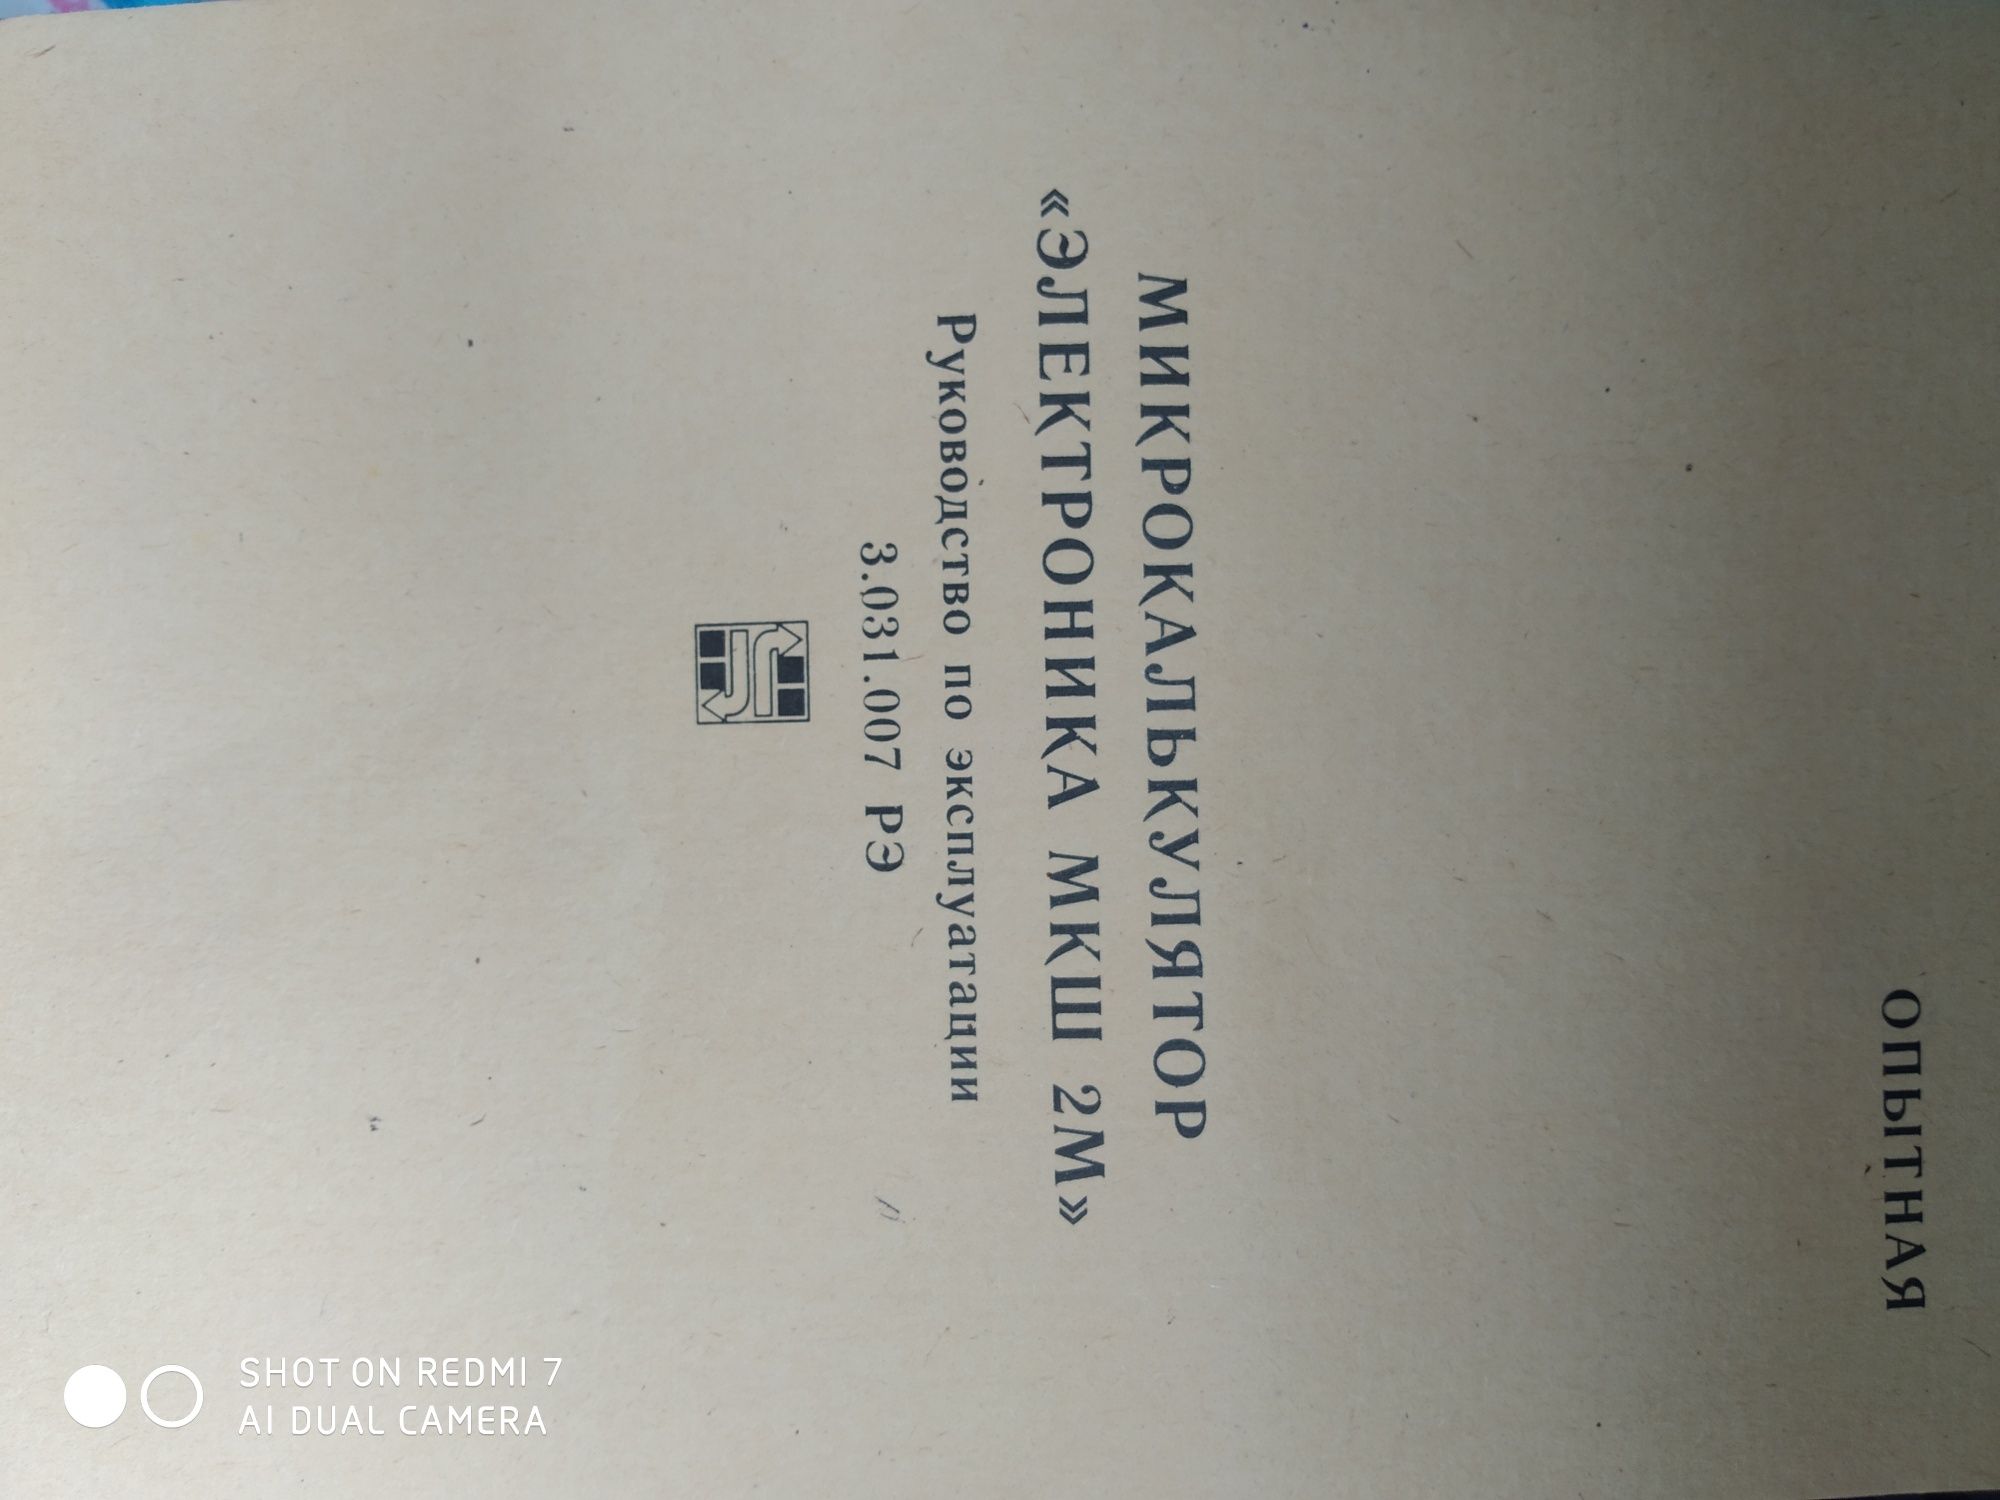 ОПЫТНАЯ
МИКРОКАЛЬКУЛЯТОР
«ЭЛЕКТРОНИКА МКШ 2М»
Руководство по эксплуатации
3.031.007 РЭ
SHOT ON REDMI 7
AI DUAL CAMERA